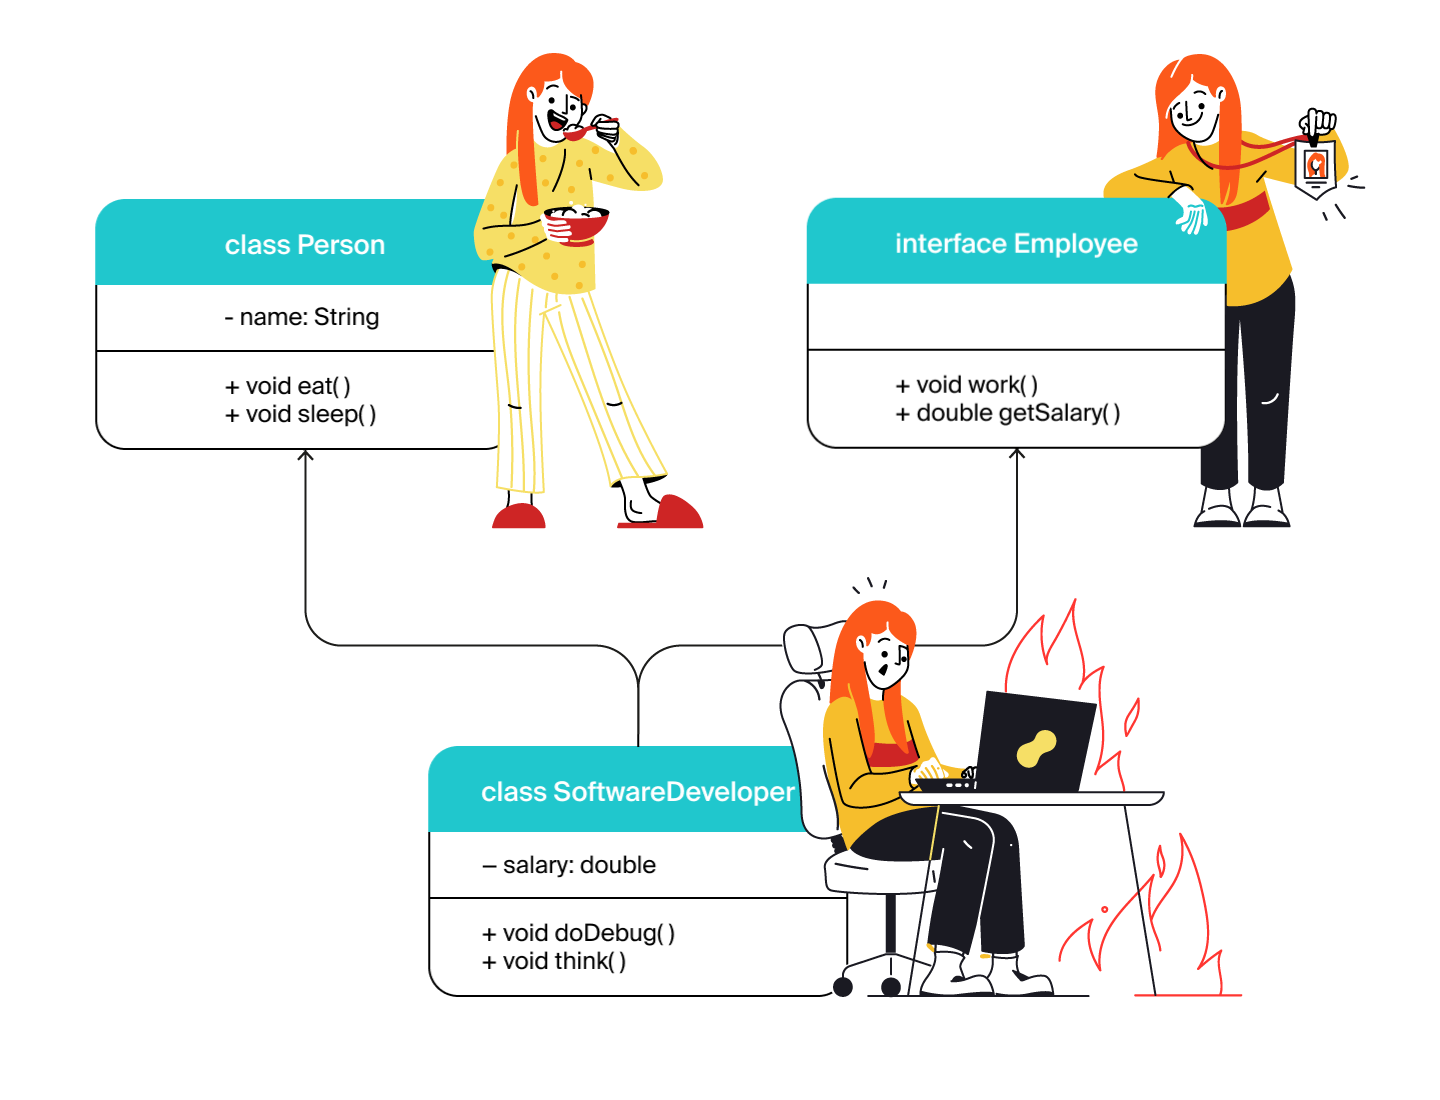 class Person
- name: String
+ void eat( )
+ void sleep( )
interface Employee
+ void work( )
+ double getSalary( )
class SoftwareDeveloper
– salary: double
+ void doDebug( )
+ void think( )